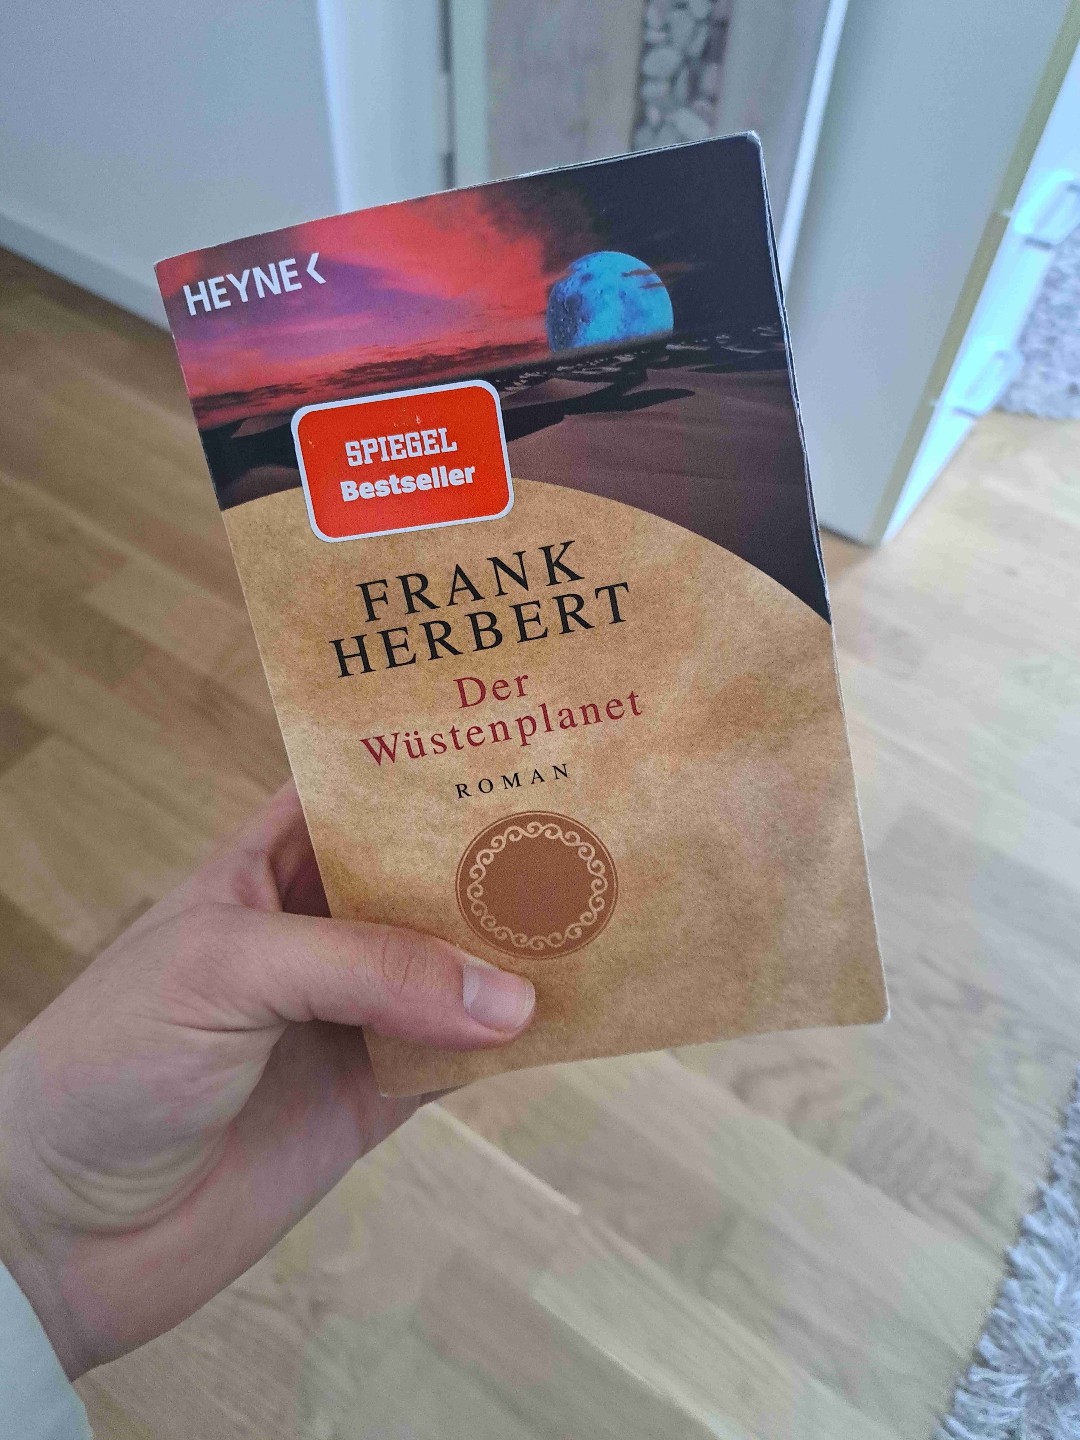 HEYNE<
SPIEGEL
Bestseller
FRANK
HERBERT
Der
Wüstenplanet
ROMAN